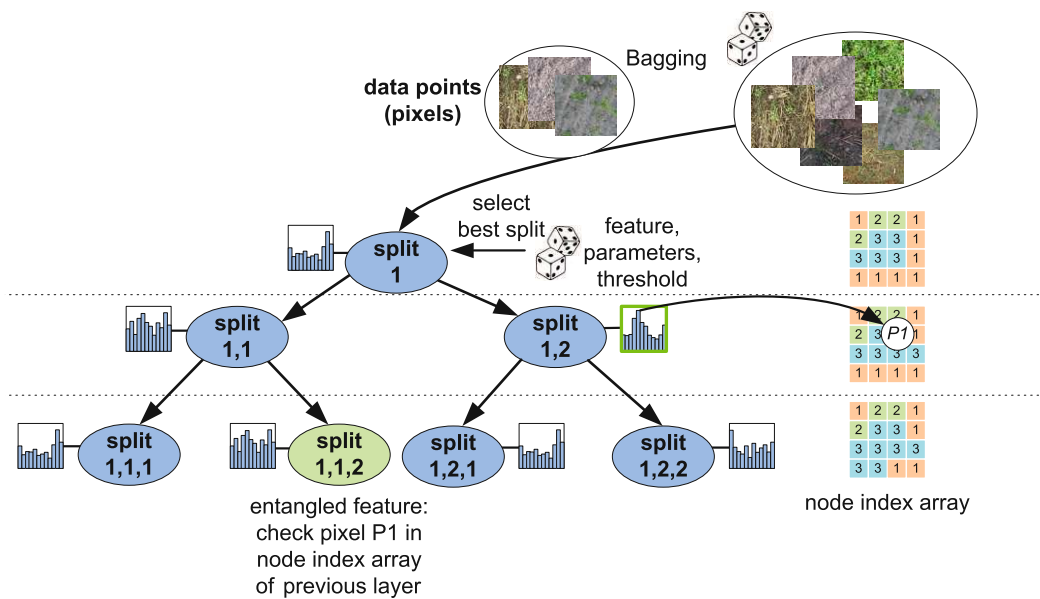 Bagging
data points
(pixels)
select
best split
feature,
parameters,
threshold
split
1
1 2 2 1
2 3 3 1
3 3 3 1
1 1 1 1
split
1,1
split
1,2
2 2 1
2 3 1
P1
3 3 3 3
1 1 1 1
split
1,1,1
split
1,1,2
split
1,2,1
split
1,2,2
1 2 2 1
2 3 3 1
3 3 3 3
3 3 1 1
node index array
entangled feature:
check pixel P1 in
node index array
of previous layer